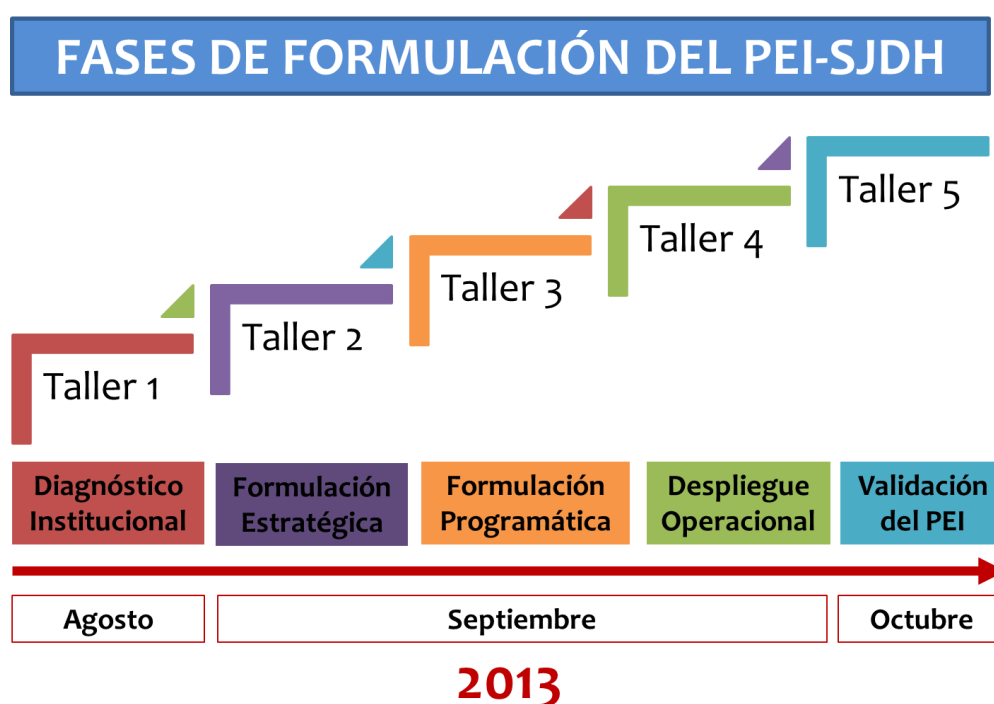 FASES DE FORMULACIÓN DEL PEI-SJDH
Taller 1
Taller 2
Taller 3
Taller 4
Taller 5
Diagnóstico
Institucional
Formulación
Estratégica
Formulación
Programática
Despliegue
Operacional
Validación
del PEI
Agosto
Septiembre
Octubre
2013